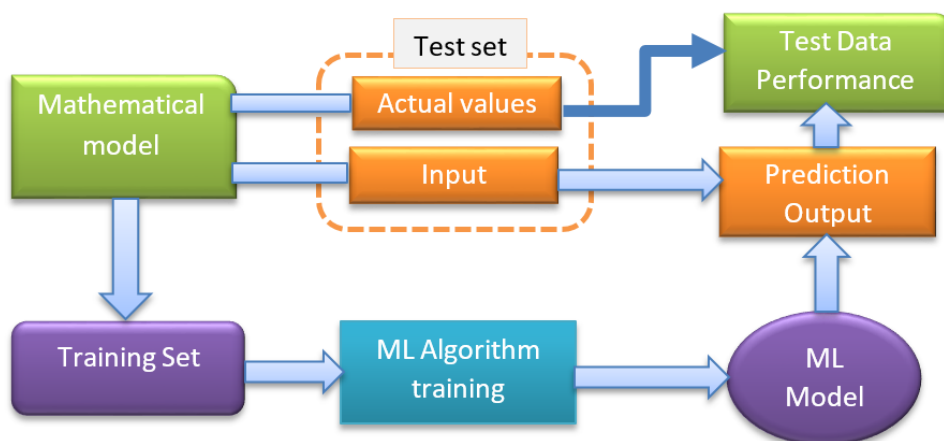 Test set
Test Data
Performance
Mathematical
model
Actual values
Input
Prediction
Output
Training Set
ML Algorithm
training
ML
Model